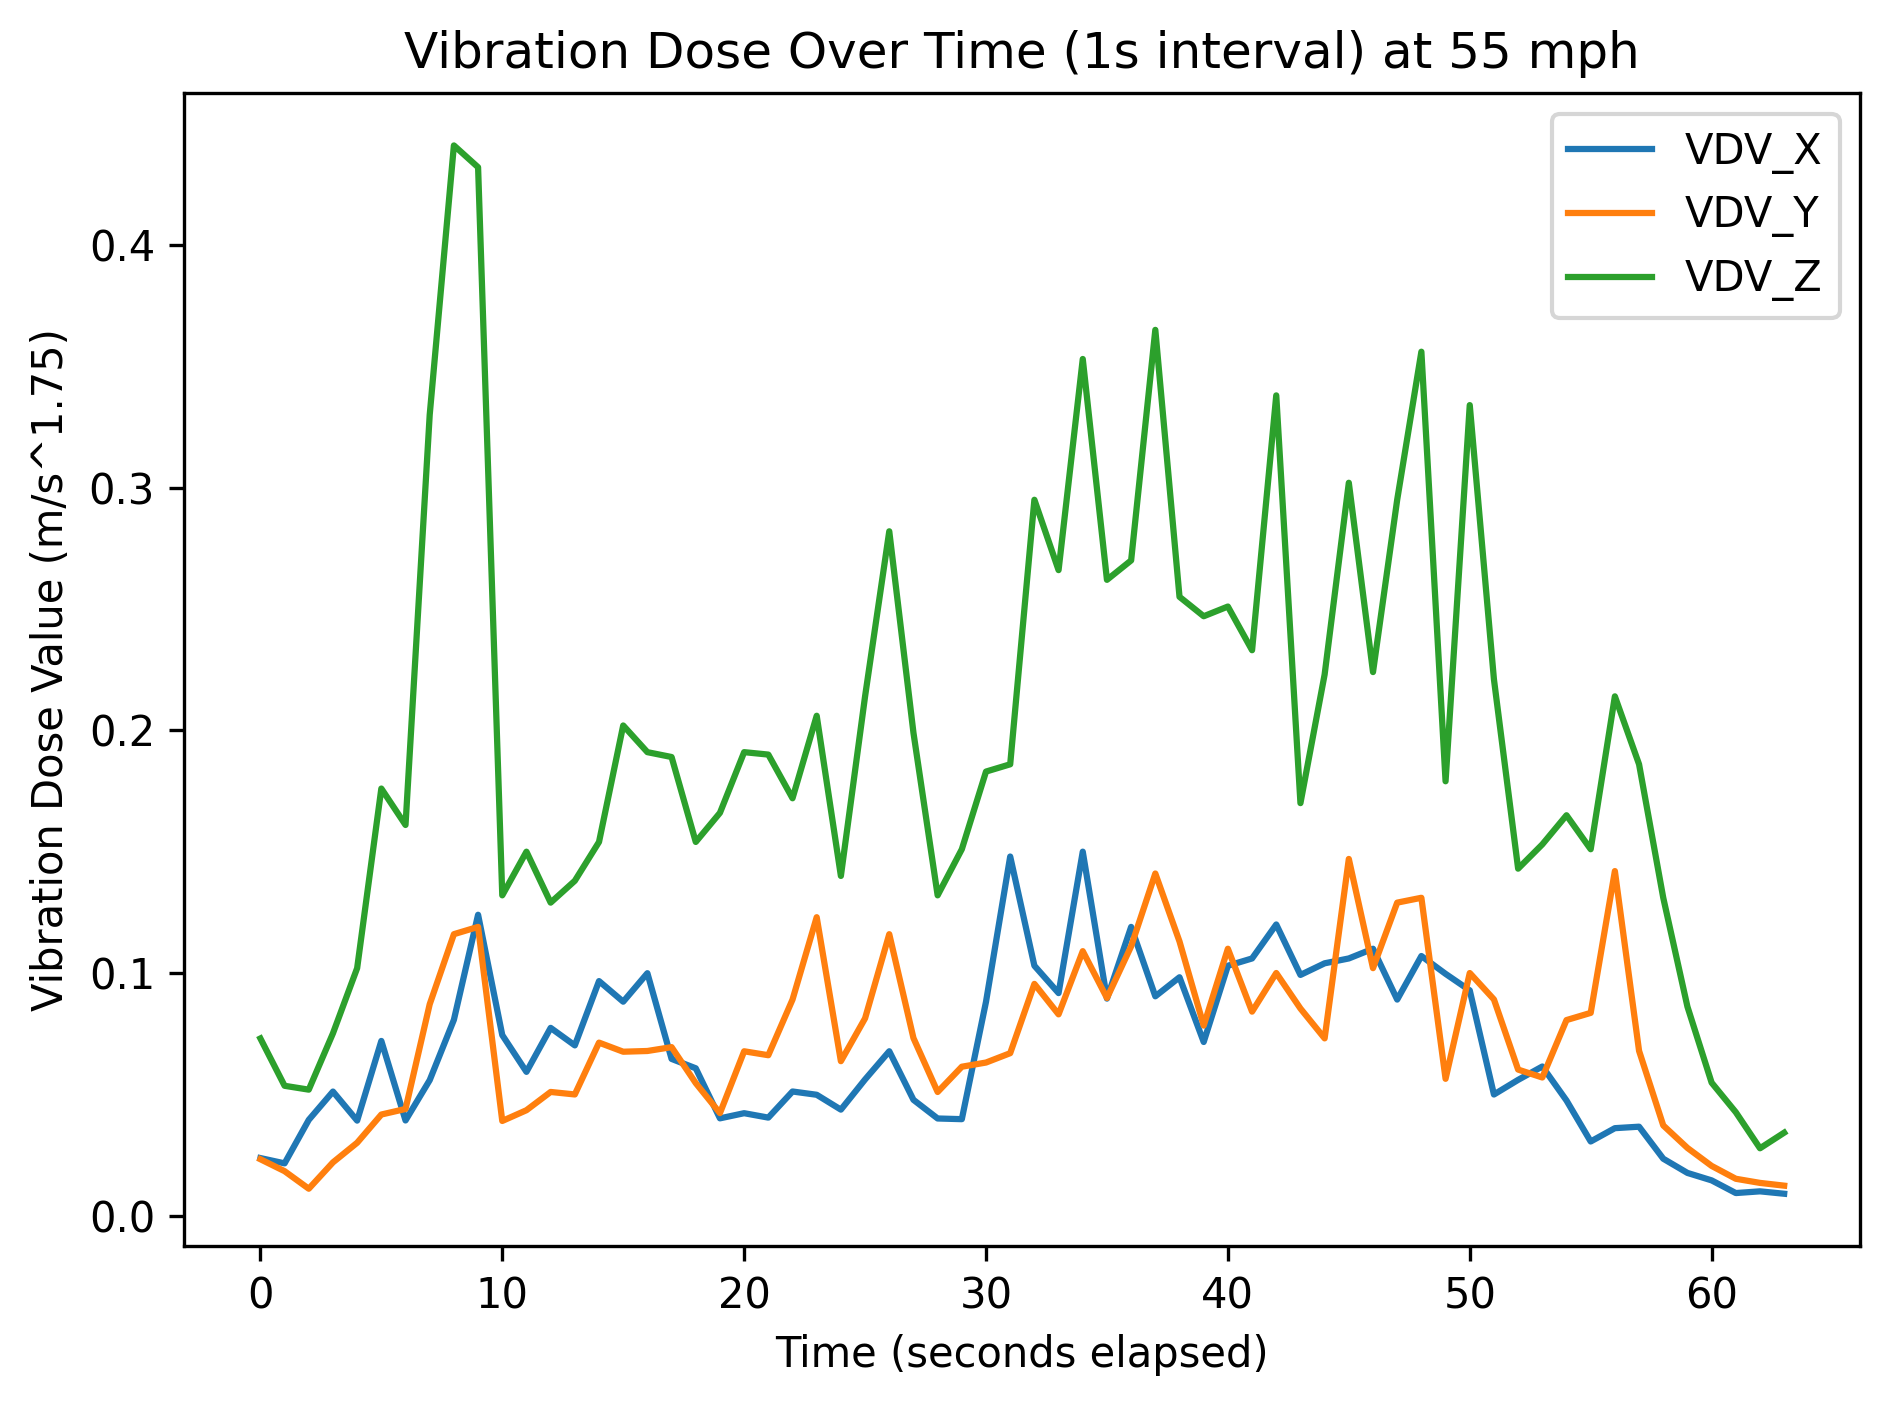 Vibration Dose Over Time (1s interval) at 55 mph
VDV_X
VDV_Y
VDV_Z
Vibration Dose Value (m/s^1.75)
0.4
0.3
0.2
0.1
0.0
0 10 20 30 40 50 60
Time (seconds elapsed)